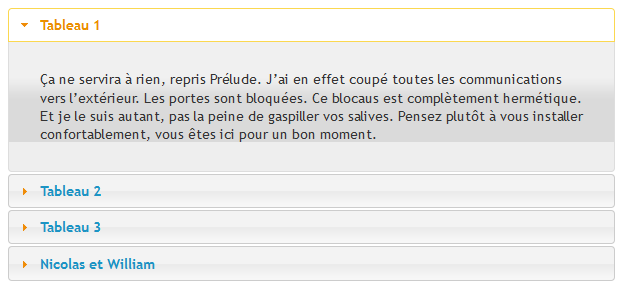 Tableau 1
Ça ne servira à rien, repris Prélude. J'ai en effet coupé toutes les communications
vers l'extérieur. Les portes sont bloquées. Ce blocaus est complètement hermétique.
Et je le suis autant, pas la peine de gaspiller vos salives. Pensez plutôt à vous installer
confortablement, vous êtes ici pour un bon moment.
Tableau 2
Tableau 3
Nicolas et William